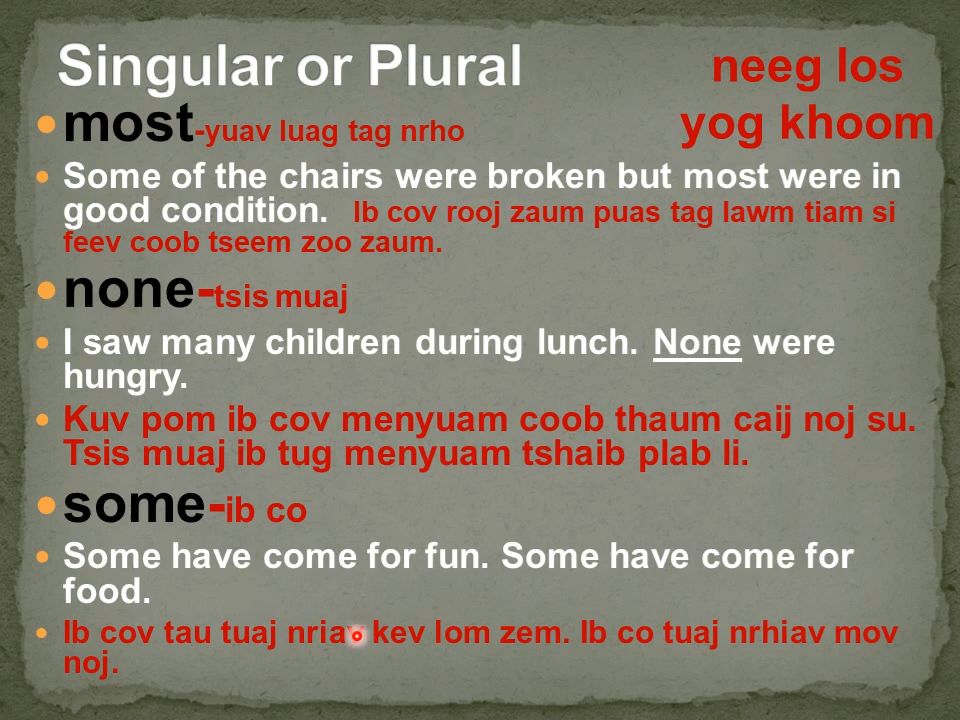 Singular or Plural
neeg los
yog khoom
most-yuav luag tag nrho
Some of the chairs were broken but most were in
good condition. Ib cov rooj zaum puas tag lawm tiam si
feev coob tseem zoo zaum.
none-tsis muaj
I saw many children during lunch. None were
hungry.
Kuv pom ib cov menyuam coob thaum caij noj su.
Tsis muaj ib tug menyuam tshaib plab li.
some-ib co
Some have come for fun. Some have come for
food.
Ib cov tau tuaj nriav kev lom zem. Ib co tuaj nrhiav mov
noj.